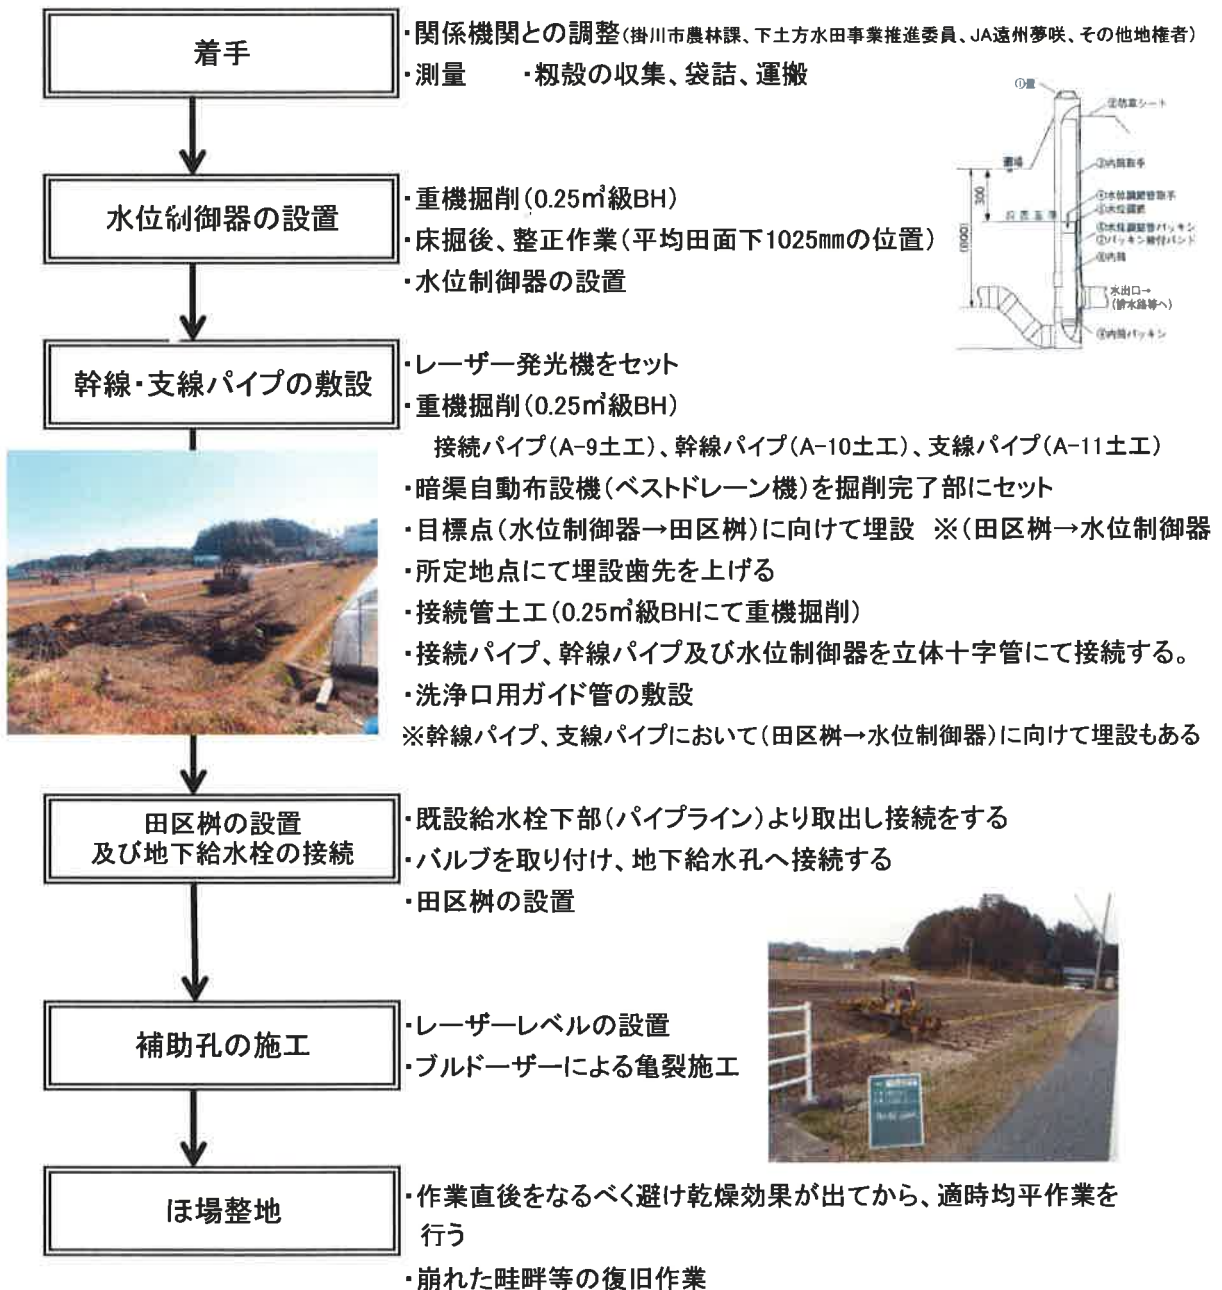 着手
・関係機関との調整(掛川市農林課、下土方水田事業推進委員、JA遠州夢咲、その他地権者)
・測量　・籾殻の収集、袋詰、運搬
①蓋
②防草シート
③内筒取手
300
(800)
水出口→
(排水路等へ)
水位制御器の設置
・重機掘削(0.25㎥級BH)
・床掘後、整正作業(平均田面下1025㎜の位置)
・水位制御器の設置
幹線・支線パイプの敷設
・レーザー発光機をセット
・重機掘削(0.25㎥級BH)
接続パイプ(A-9土工)、幹線パイプ(A-10土工)、支線パイプ(A-11土工)
・暗渠自動布設機(ベストドレーン機)を掘削完了部にセット
・目標点(水位制御器→田区桝)に向けて埋設　※(田区桝→水位制御器
・所定地点にて埋設歯先を上げる
・接続管土工(0.25㎥級BHにて重機掘削)
・接続パイプ、幹線パイプ及び水位制御器を立体十字管にて接続する。
・洗浄口用ガイド管の敷設
※幹線パイプ、支線パイプにおいて(田区桝→水位制御器)に向けて埋設もある
田区桝の設置
及び地下給水栓の接続
・既設給水栓下部(パイプライン)より取出し接続をする
・バルブを取り付け、地下給水孔へ接続する
・田区桝の設置
補助孔の施工
・レーザーレベルの設置
・ブルドーザーによる亀裂施工
ほ場整地
・作業直後をなるべく避け乾燥効果が出てから、適時均平作業を
行う
・崩れた畦畔等の復旧作業